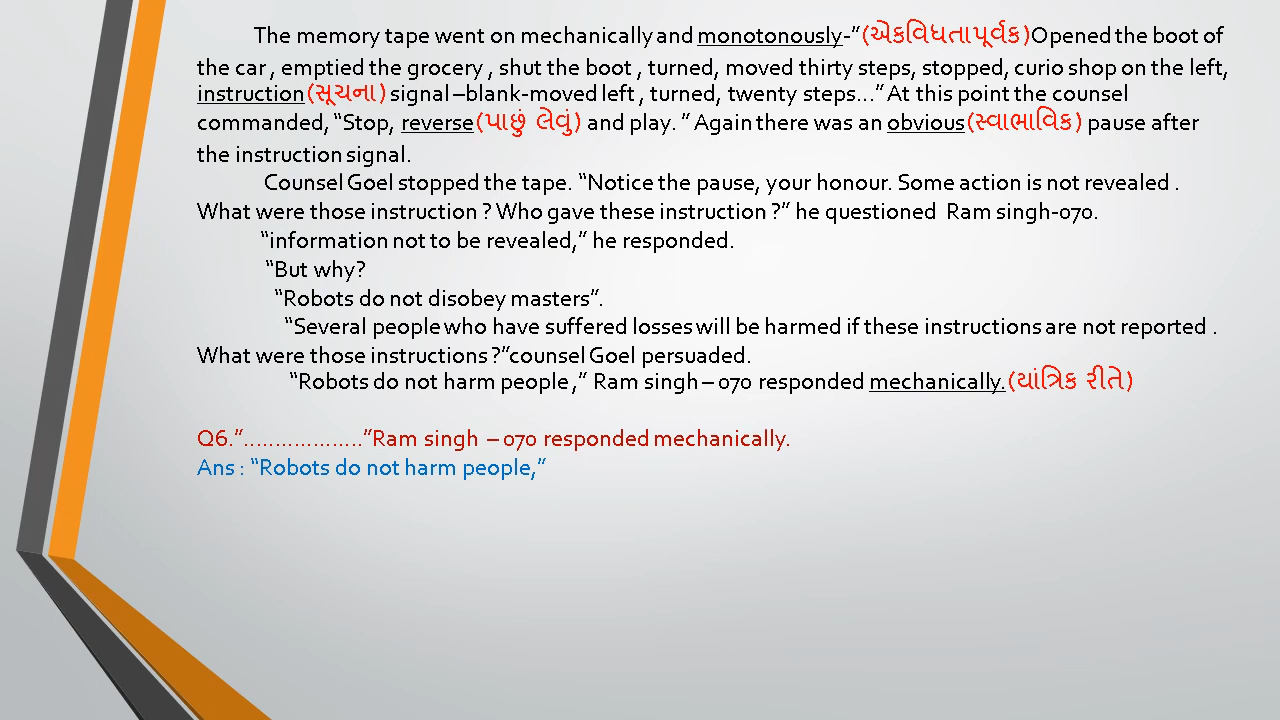 The memory tape went on mechanically and monotonously-”(એકવિધતાપૂર્વક)Opened the boot of
the car , emptied the grocery , shut the boot , turned, moved thirty steps, stopped, curio shop on the left,
instruction(સૂચના) signal –blank-moved left , turned, twenty steps...” At this point the counsel
commanded, “Stop, reverse(પાછું લેવું) and play. ” Again there was an obvious(સ્વાભાવિક) pause after
the instruction signal.
Counsel Goel stopped the tape. “Notice the pause, your honour. Some action is not revealed .
What were those instruction ? Who gave these instruction ?” he questioned Ram singh-070.
“information not to be revealed,” he responded.
“But why?
“Robots do not disobey masters”.
“Several people who have suffered losses will be harmed if these instructions are not reported .
What were those instructions ?”counsel Goel persuaded.
“Robots do not harm people ,” Ram singh – 070 responded mechanically.(યાંત્રિક રીતે)
Q6.”...................”Ram singh – 070 responded mechanically.
Ans : “Robots do not harm people,”